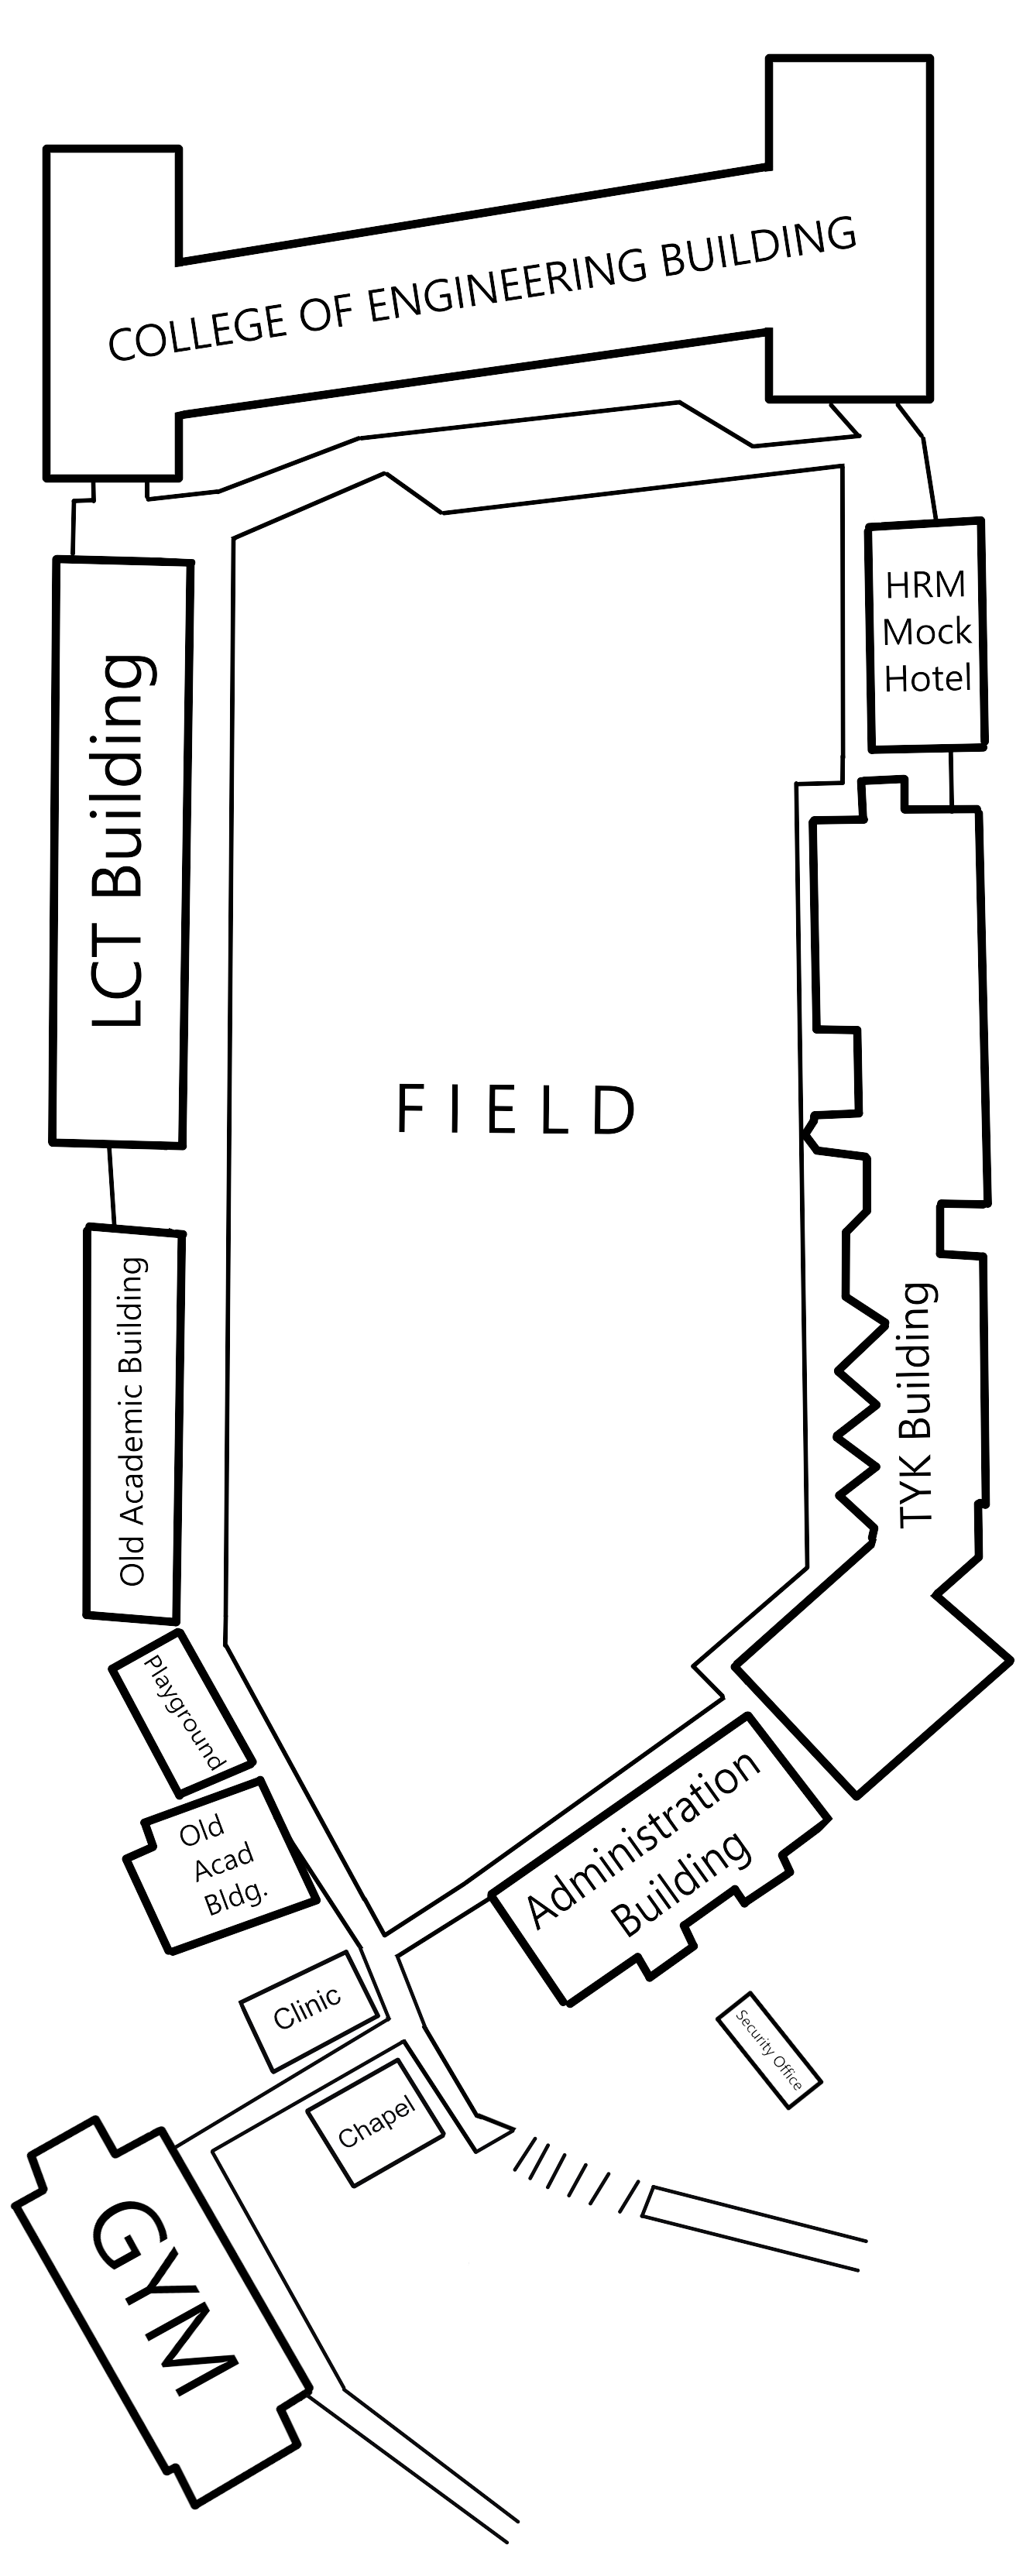 COLLEGE OF ENGINEERING BUILDING
HRM
Mock
Hotel
LCT Building
F I E L D
Old Academic Building
TYK Building
Playground
Old
Acad
Bldg.
Administration
Building
Clinic
Security Office
Chapel
GYM